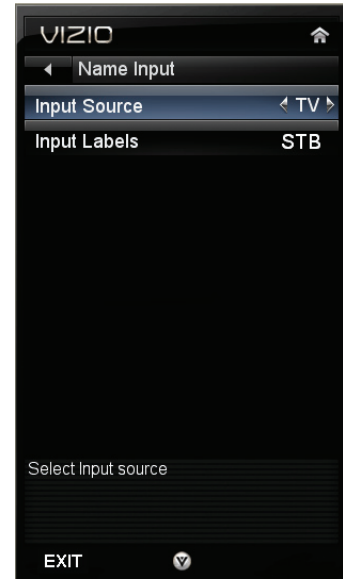 VIZIO
Name Input
Input Source TV
Input Labels STB
Select Input source
EXIT